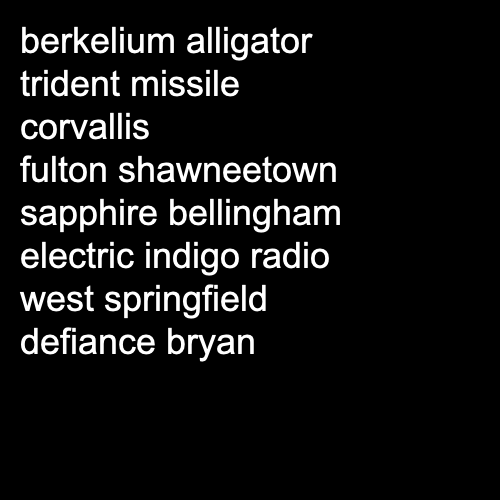 berkelium alligator
trident missile
corvallis
fulton shawneetown
sapphire bellingham
electric indigo radio
west springfield
defiance bryan